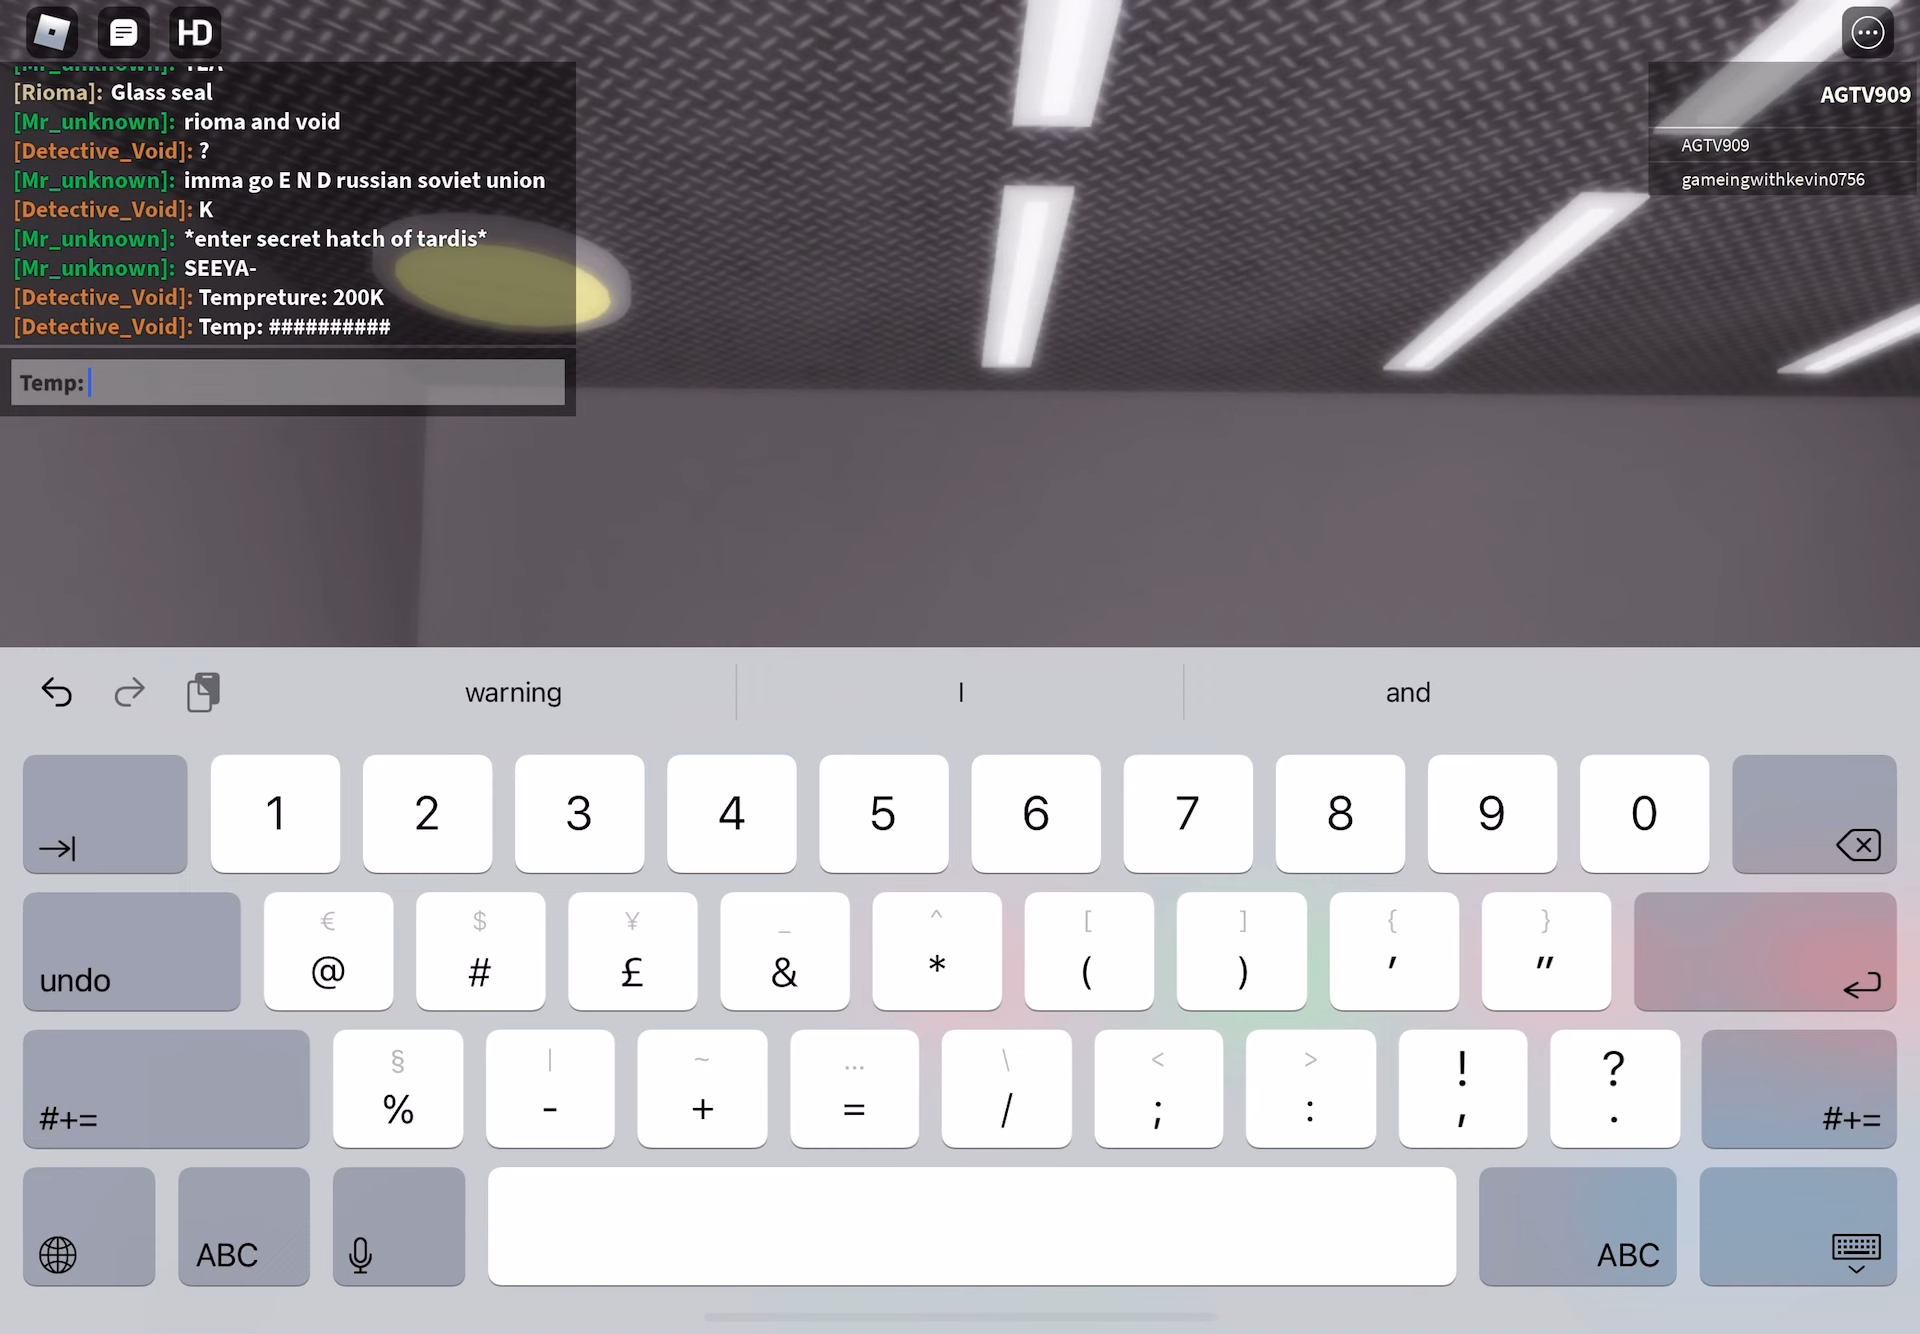 HD
[Mr_unknown]: YEA
[Rioma]: Glass seal
[Mr_unknown]: rioma and void
[Detective_Void]: ?
[Mr_unknown]: imma go E N D russian soviet union
[Detective_Void]: K
[Mr_unknown]: *enter secret hatch of tardis*
[Mr_unknown]: SEEYA-
[Detective_Void]: Tempreture: 200K
[Detective_Void]: Temp: ##########
Temp:
AGTV909
AGTV909
gameingwithkevin0756
warning I and
1 2 3 4 5 6 7 8 9 0
€ $ ¥ _ ^ [ ] { }
undo @ # £ & * ( ) ' "
§ | ~ … \ < > ! ?
#+= % - + = / ; : , . #+=
ABC ABC